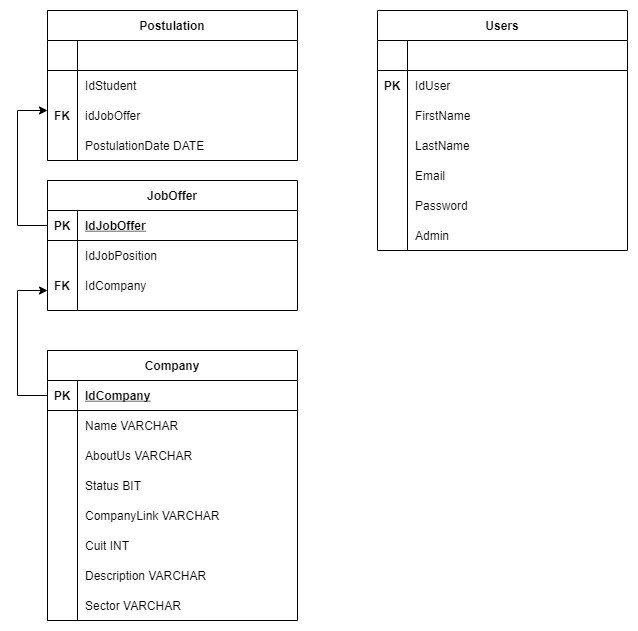 Postulation
IdStudent
FK idJobOffer
PostulationDate DATE
JobOffer
PK IdJobOffer
IdJobPosition
FK IdCompany
Company
PK IdCompany
Name VARCHAR
AboutUs VARCHAR
Status BIT
CompanyLink VARCHAR
Cuit INT
Description VARCHAR
Sector VARCHAR
Users
PK IdUser
FirstName
LastName
Email
Password
Admin